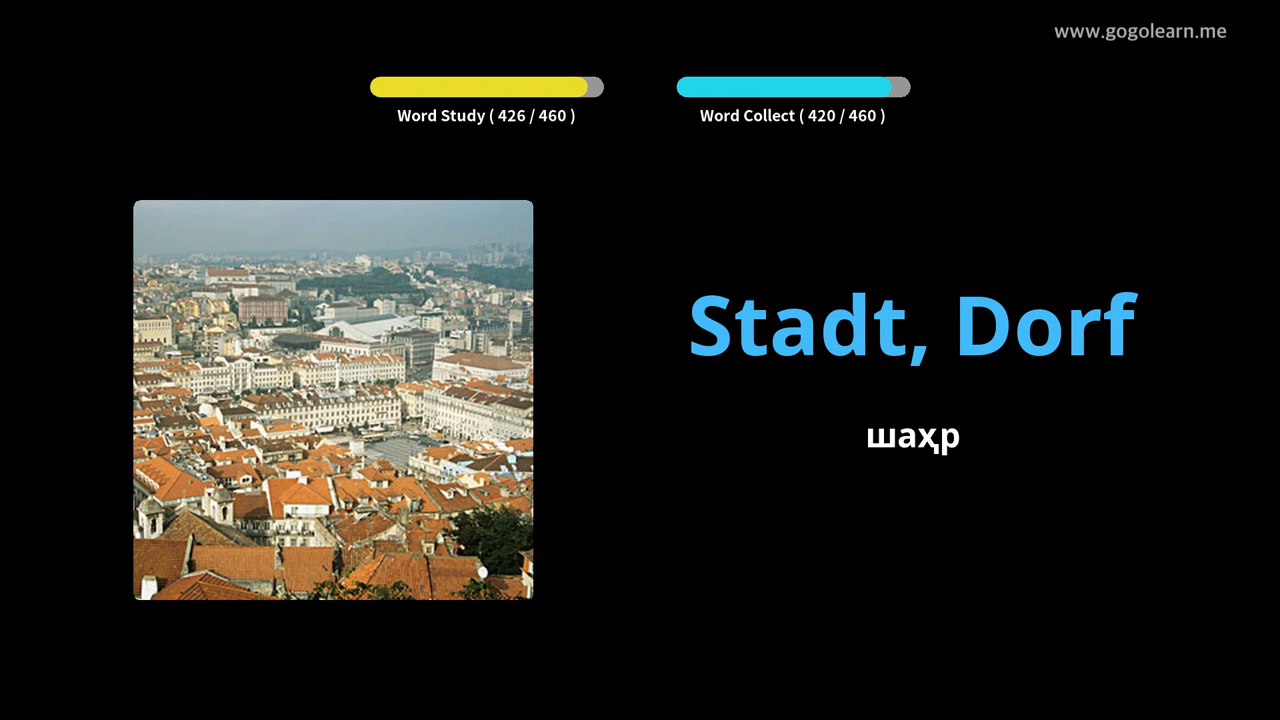 www.gogolearn.me
Word Study ( 426 / 460 )
Word Collect ( 420 / 460 )
Stadt, Dorf
шаҳр